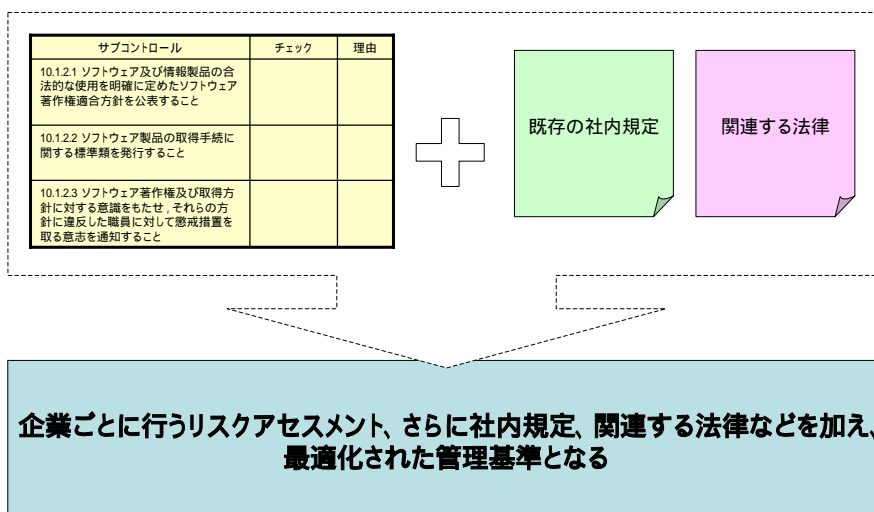 サブコントロール チェック 理由
10.1.2.1 ソフトウェア及び情報製品の合
法的な使用を明確に定めたソフトウェア
著作権適合方針を公表すること
10.1.2.2 ソフトウェア製品の取得手続に
関する標準類を発行すること
10.1.2.3 ソフトウェア著作権及び取得方
針に対する意識をもたせ，それらの方
針に違反した職員に対して懲戒措置を
取る意志を通知すること
既存の社内規定
関連する法律
企業ごとに行うリスクアセスメント、さらに社内規定、関連する法律などを加え、
最適化された管理基準となる